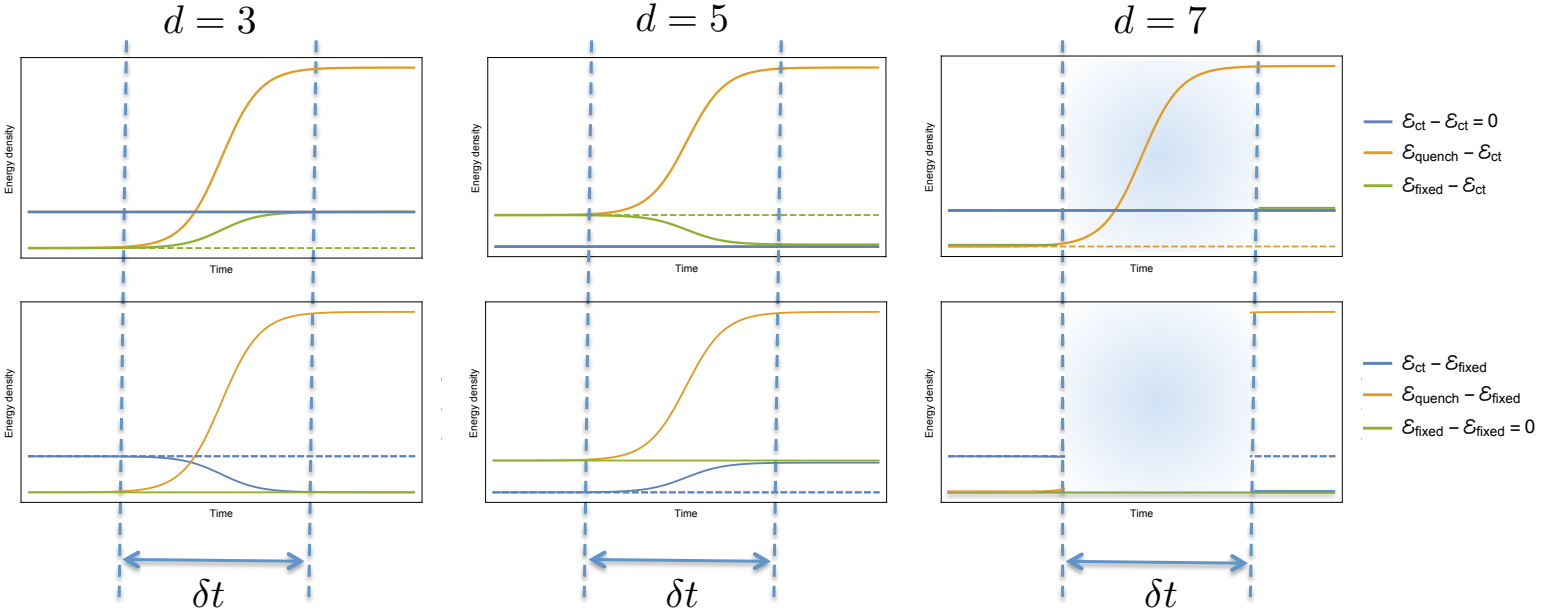 d = 3
d = 5
d = 7
Energy density
Time
Energy density
Time
Energy density
Time
ℰct − ℰct = 0
ℰquench − ℰct
ℰfixed − ℰct
Energy density
Time
Energy density
Time
Energy density
Time
ℰct − ℰfixed
ℰquench − ℰfixed
ℰfixed − ℰfixed = 0
δt
δt
δt